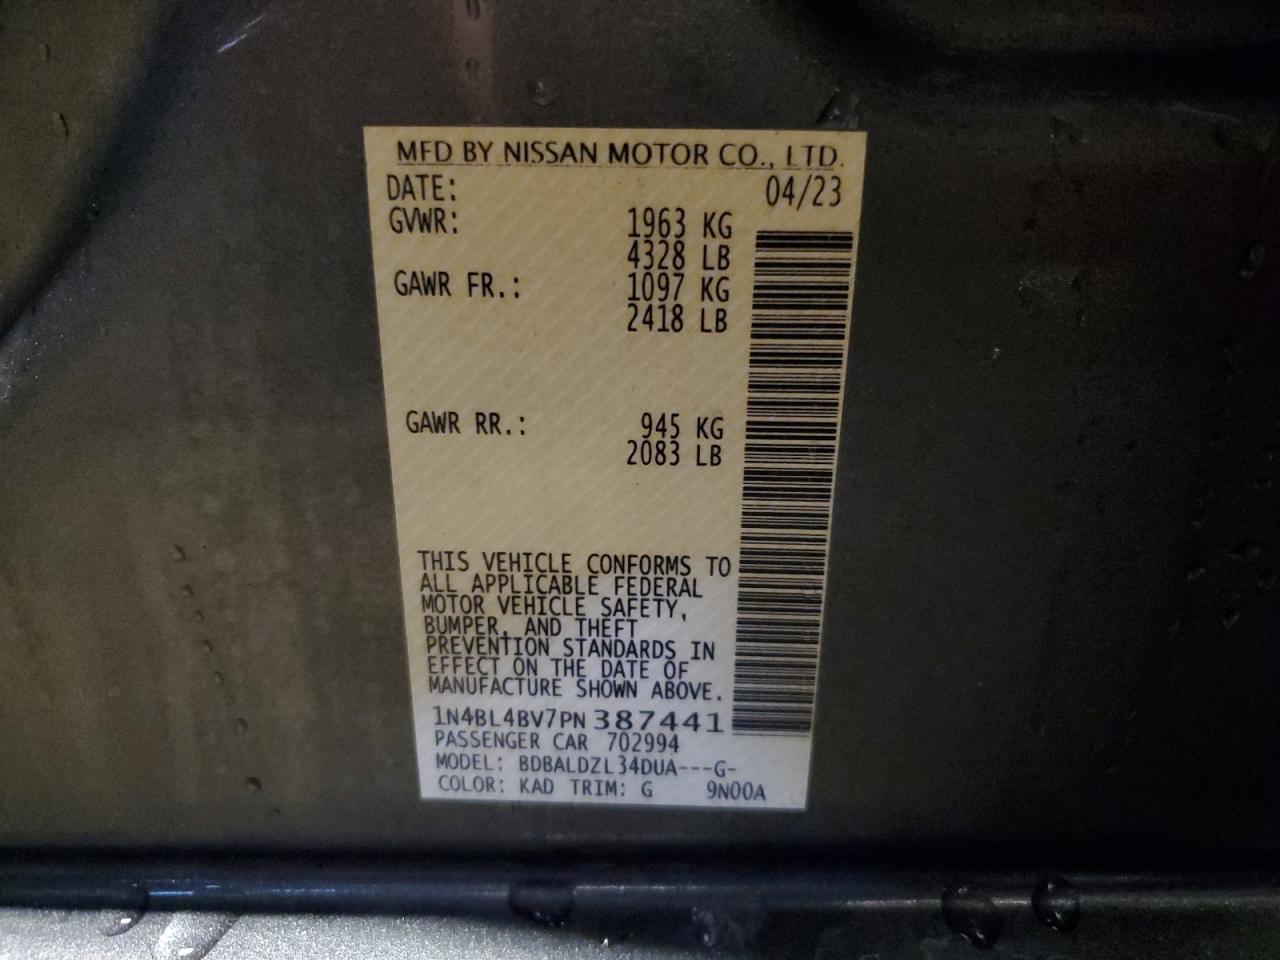 MFD BY NISSAN MOTOR CO., LTD.
DATE: 04/23
GVWR: 1963 KG
4328 LB
GAWR FR.: 1097 KG
2418 LB
GAWR RR.: 945 KG
2083 LB
THIS VEHICLE CONFORMS TO
ALL APPLICABLE FEDERAL
MOTOR VEHICLE SAFETY,
BUMPER, AND THEFT
PREVENTION STANDARDS IN
EFFECT ON THE DATE OF
MANUFACTURE SHOWN ABOVE.
1N4BL4BV7PN387441
PASSENGER CAR 702994
MODEL: BDBALDZL34DUA---G-
COLOR: KAD TRIM: G 9N00A